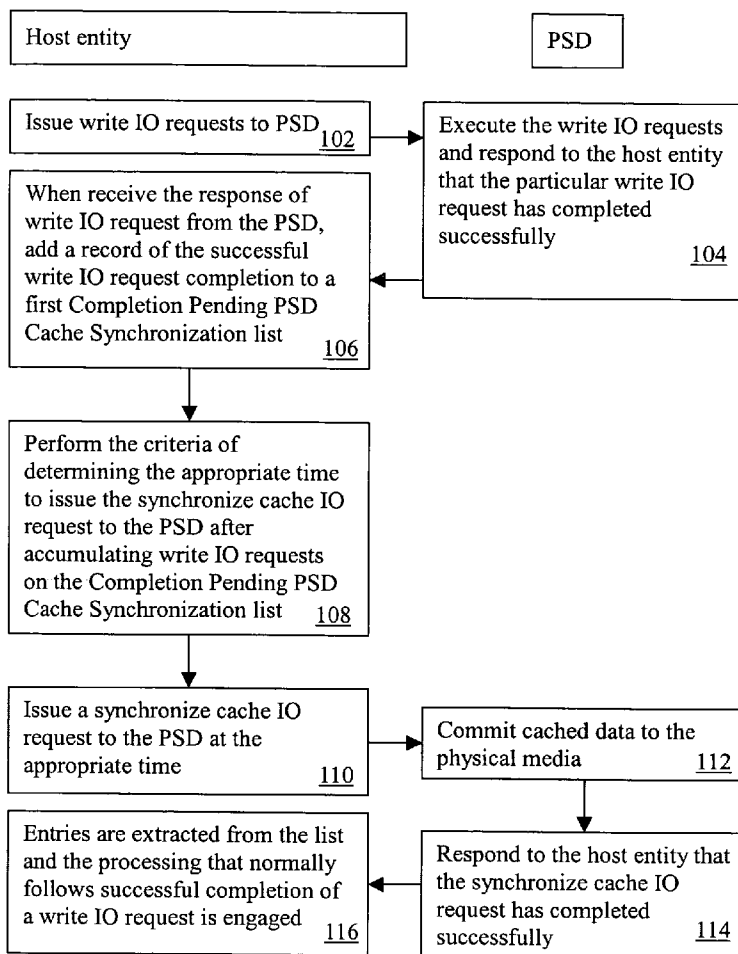 Host entity
PSD
Issue write IO requests to PSD 102
Execute the write IO requests
and respond to the host entity
that the particular write IO
request has completed
successfully
104
When receive the response of
write IO request from the PSD,
add a record of the successful
write IO request completion to a
first Completion Pending PSD
Cache Synchronization list
106
Perform the criteria of
determining the appropriate time
to issue the synchronize cache IO
request to the PSD after
accumulating write IO requests
on the Completion Pending PSD
Cache Synchronization list 108
Issue a synchronize cache IO
request to the PSD at the
appropriate time 110
Commit cached data to the
physical media 112
Respond to the host entity that
the synchronize cache IO
request has completed
successfully 114
Entries are extracted from the list
and the processing that normally
follows successful completion of
a write IO request is engaged 116